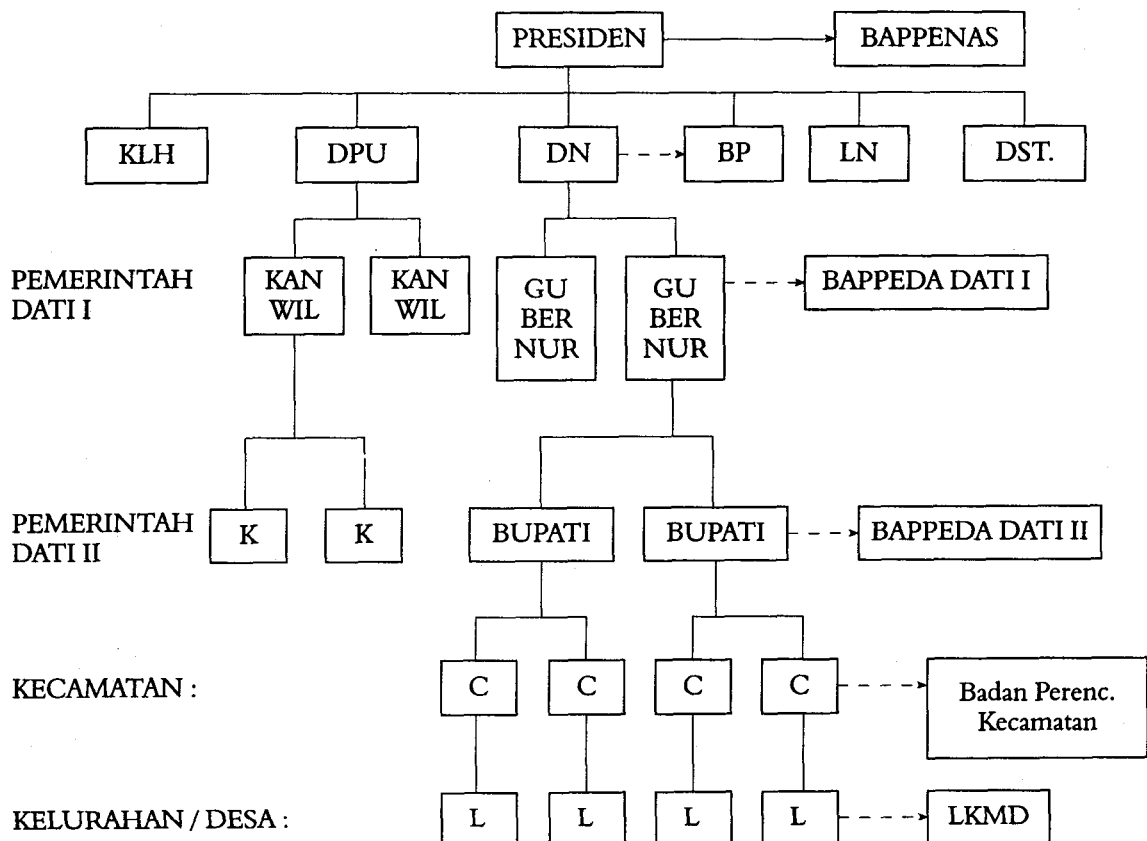 PRESIDEN
BAPPENAS
KLH
DPU
DN
BP
LN
DST.
PEMERINTAH
DATI I
KAN
WIL
KAN
WIL
GU
BER
NUR
GU
BER
NUR
BAPPEDA DATI I
PEMERINTAH
DATI II
K
K
BUPATI
BUPATI
BAPPEDA DATI II
KECAMATAN :
C
C
C
C
Badan Perenc.
Kecamatan
KELURAHAN / DESA :
L
L
L
L
LKMD